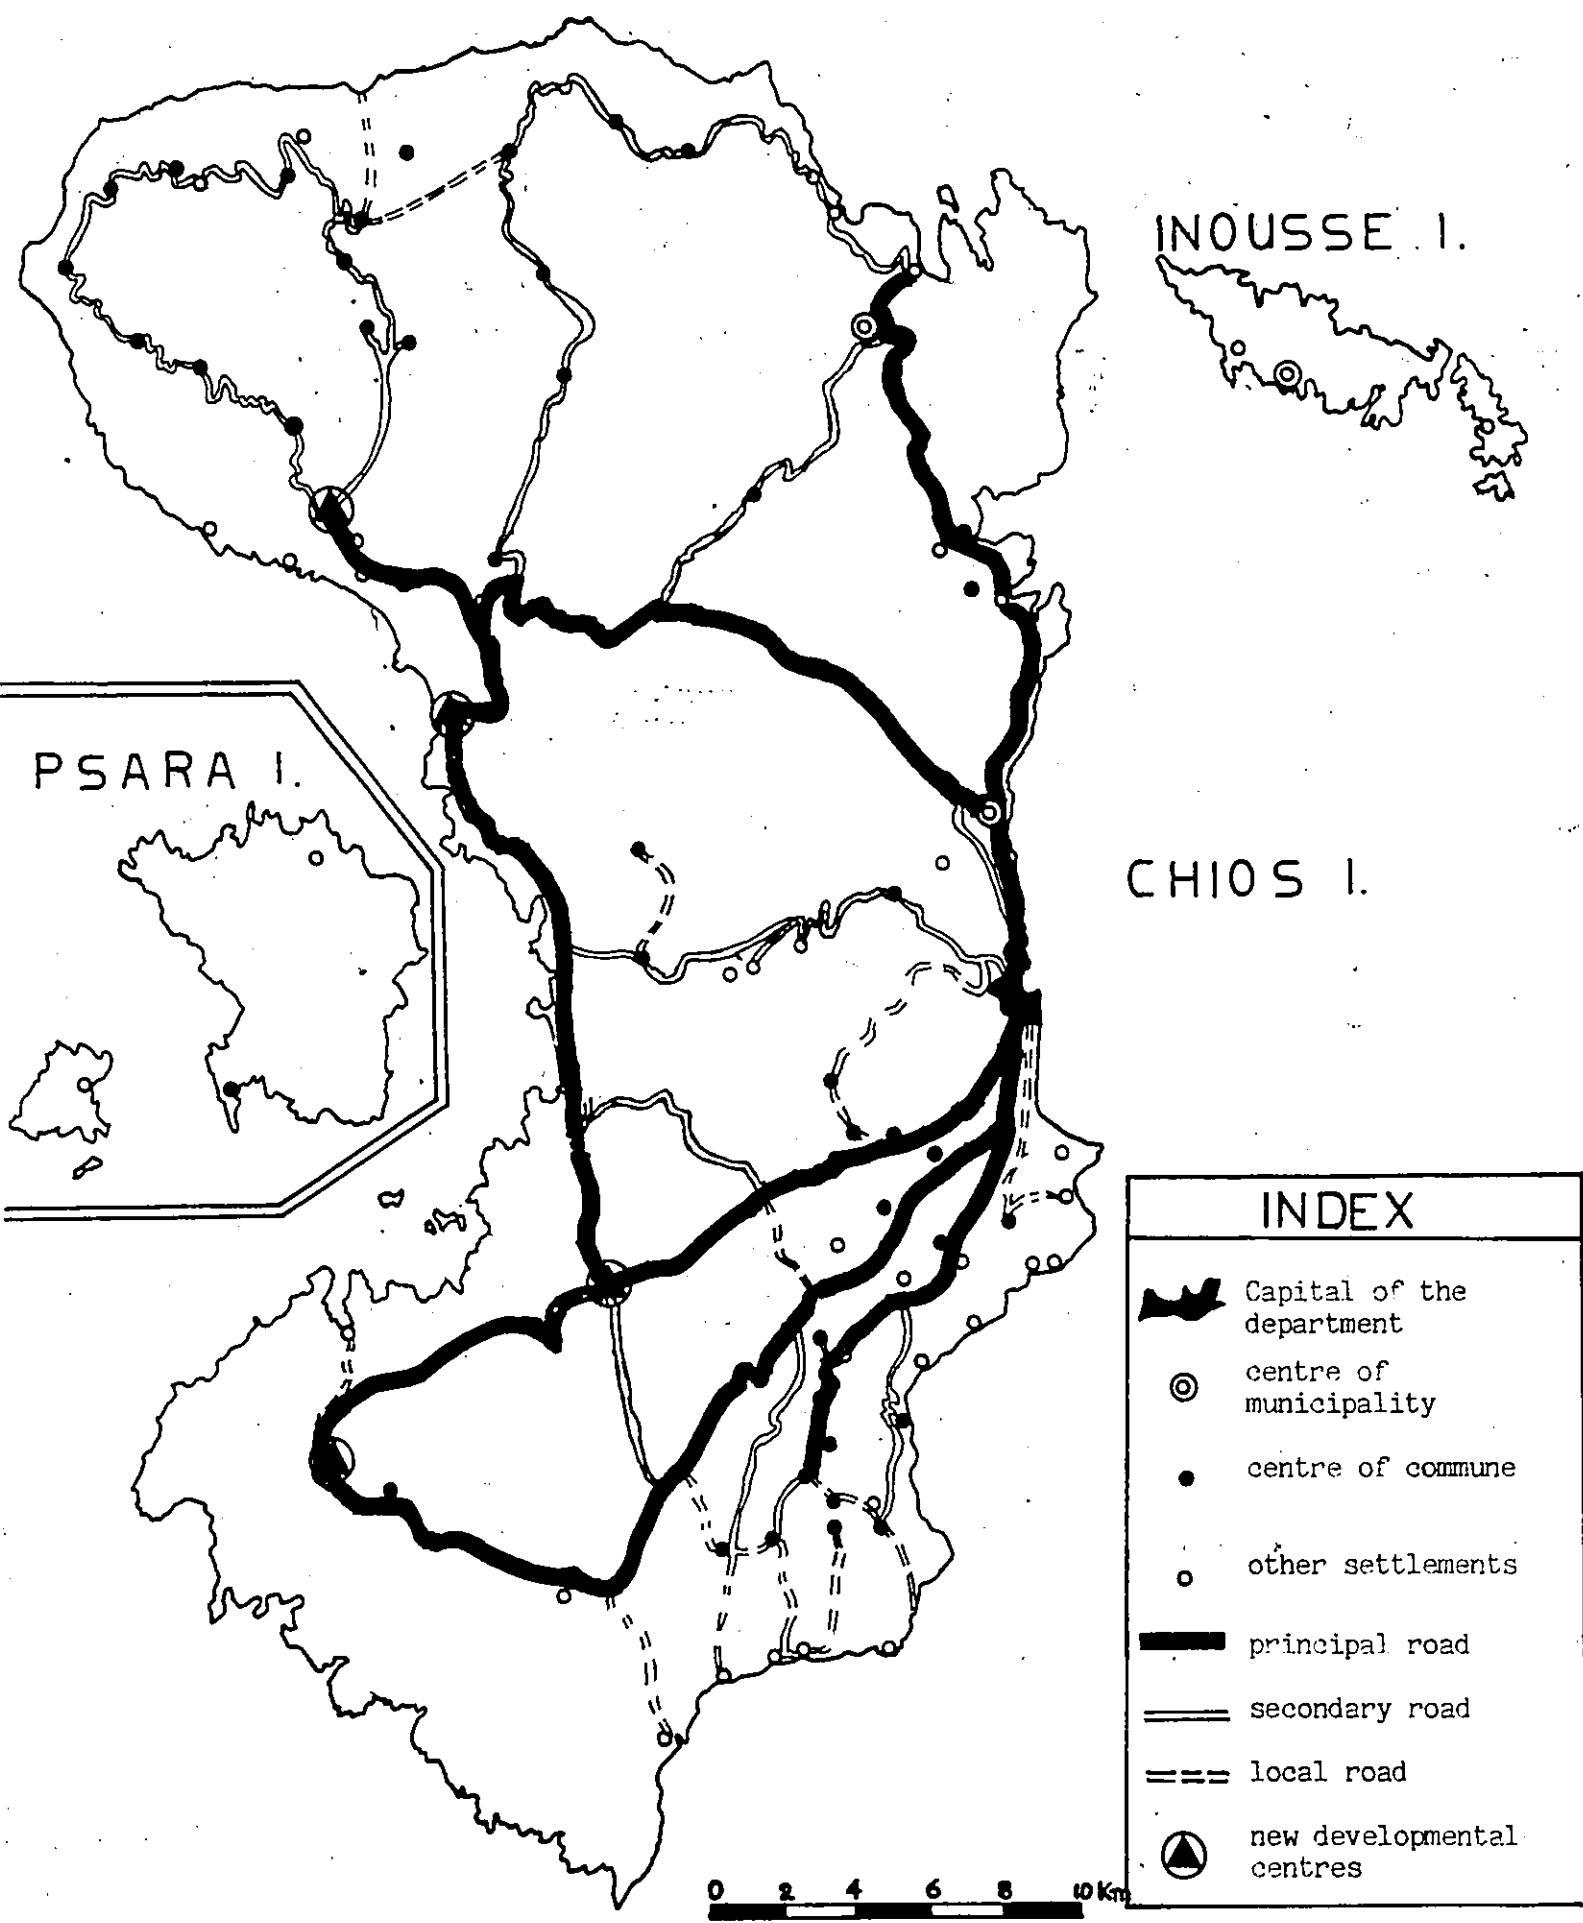 INOUSSE I.
PSARA I.
CHIOS I.
INDEX
Capital of the
department
centre of
municipality
centre of commune
other settlements
principal road
secondary road
local road
new developmental
centres
0 2 4 6 8 10 Km